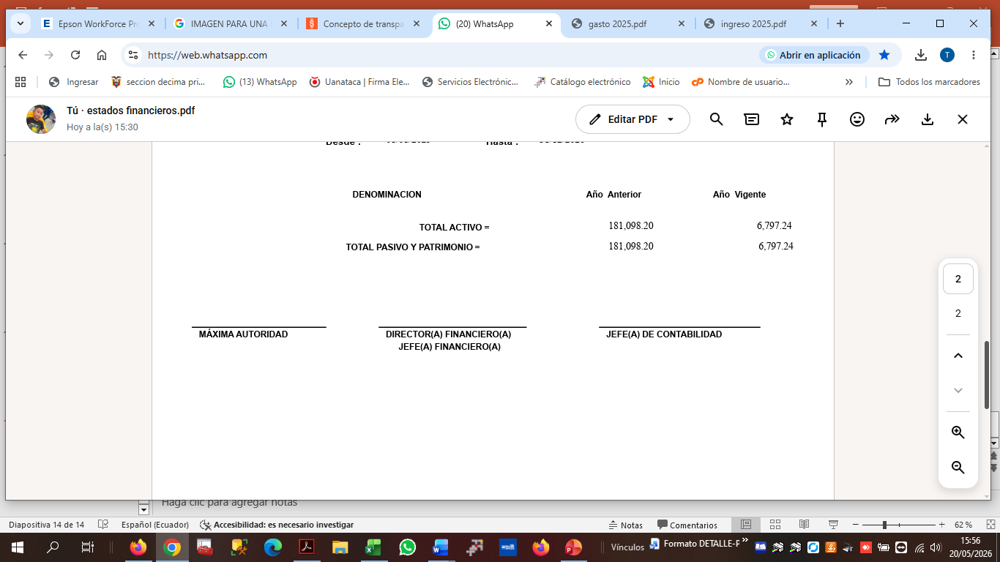 Epson WorkForce Pro
IMAGEN PARA UNA
Concepto de transpa
(20) WhatsApp
gasto 2025.pdf
ingreso 2025.pdf
https://web.whatsapp.com
Abrir en aplicación
T
Ingresar
seccion decima pri...
(13) WhatsApp
Uanataca | Firma Ele...
Servicios Electrónic...
Catálogo electrónico
Inicio
Nombre de usuario...
Todos los marcadores
Tú · estados financieros.pdf
Hoy a la(s) 15:30
Editar PDF
Desde :
Hasta :
DENOMINACION
Año Anterior
Año Vigente
TOTAL ACTIVO =
181,098.20
6,797.24
TOTAL PASIVO Y PATRIMONIO =
181,098.20
6,797.24
MÁXIMA AUTORIDAD
DIRECTOR(A) FINANCIERO(A)
JEFE(A) FINANCIERO(A)
JEFE(A) DE CONTABILIDAD
2
2
Haga clic para agregar notas
Diapositiva 14 de 14
Español (Ecuador)
Accesibilidad: es necesario investigar
Notas
Comentarios
62 %
Vínculos
Formato DETALLE-F
15:56
20/05/2026